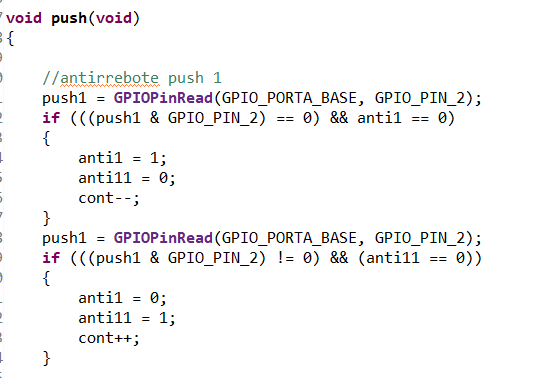 void push(void)
{
//antirrebote push 1
push1 = GPIOPinRead(GPIO_PORTA_BASE, GPIO_PIN_2);
if (((push1 & GPIO_PIN_2) == 0) && anti1 == 0)
{
anti1 = 1;
anti11 = 0;
cont--;
}
push1 = GPIOPinRead(GPIO_PORTA_BASE, GPIO_PIN_2);
if (((push1 & GPIO_PIN_2) != 0) && (anti11 == 0))
{
anti1 = 0;
anti11 = 1;
cont++;
}